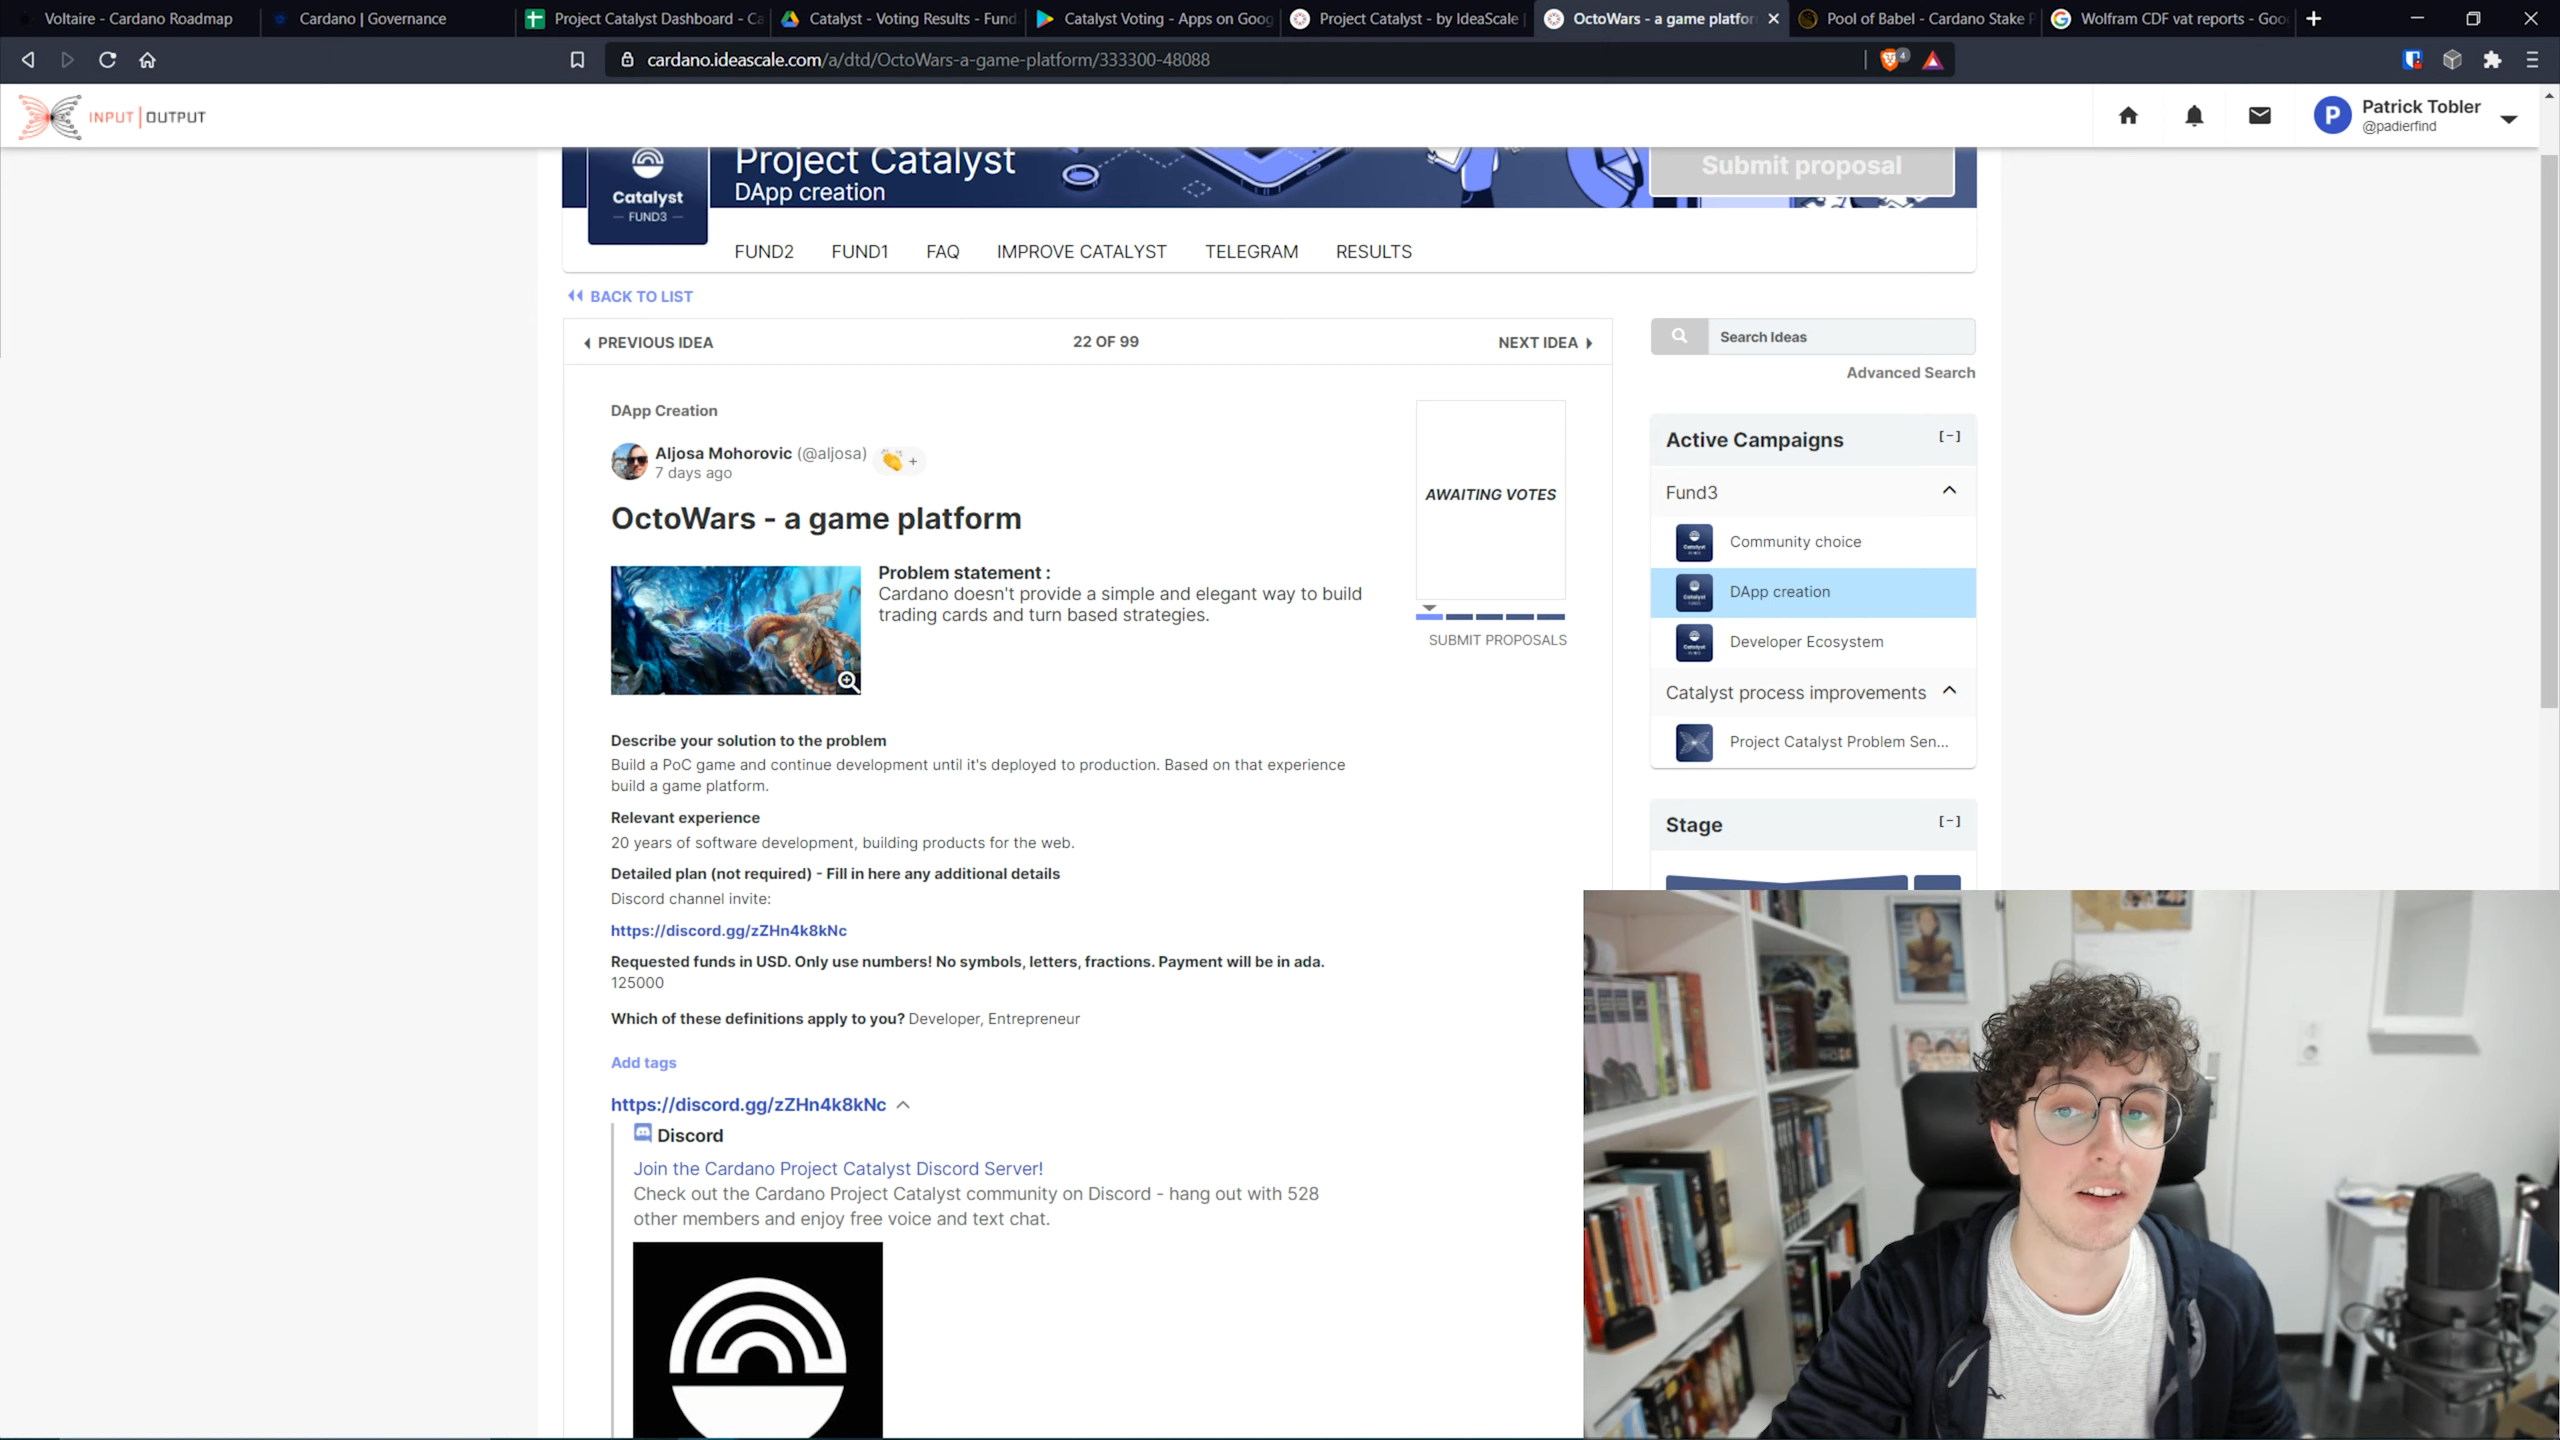 Voltaire - Cardano Roadmap
Cardano | Governance
Project Catalyst Dashboard - Ca
Catalyst - Voting Results - Fund
Catalyst Voting - Apps on Goog
Project Catalyst - by IdeaScale |
OctoWars - a game platfor
Pool of Babel - Cardano Stake P
Wolfram CDF vat reports - Goo
cardano.ideascale.com/a/dtd/OctoWars-a-game-platform/333300-48088
4
INPUT | OUTPUT
P
Patrick Tobler
@padierfind
Catalyst
FUND3
Project Catalyst
DApp creation
Submit proposal
FUND2
FUND1
FAQ
IMPROVE CATALYST
TELEGRAM
RESULTS
BACK TO LIST
PREVIOUS IDEA
22 OF 99
NEXT IDEA
Search Ideas
Advanced Search
DApp Creation
Aljosa Mohorovic (@aljosa)
+
7 days ago
OctoWars - a game platform
AWAITING VOTES
SUBMIT PROPOSALS
Problem statement :
Cardano doesn't provide a simple and elegant way to build
trading cards and turn based strategies.
Describe your solution to the problem
Build a PoC game and continue development until it's deployed to production. Based on that experience
build a game platform.
Relevant experience
20 years of software development, building products for the web.
Detailed plan (not required) - Fill in here any additional details
Discord channel invite:
https://discord.gg/zZHn4k8kNc
Requested funds in USD. Only use numbers! No symbols, letters, fractions. Payment will be in ada.
125000
Which of these definitions apply to you? Developer, Entrepreneur
Add tags
https://discord.gg/zZHn4k8kNc
Discord
Join the Cardano Project Catalyst Discord Server!
Check out the Cardano Project Catalyst community on Discord - hang out with 528
other members and enjoy free voice and text chat.
Active Campaigns
[-]
Fund3
Community choice
DApp creation
Developer Ecosystem
Catalyst process improvements
Project Catalyst Problem Sen...
Stage
[-]